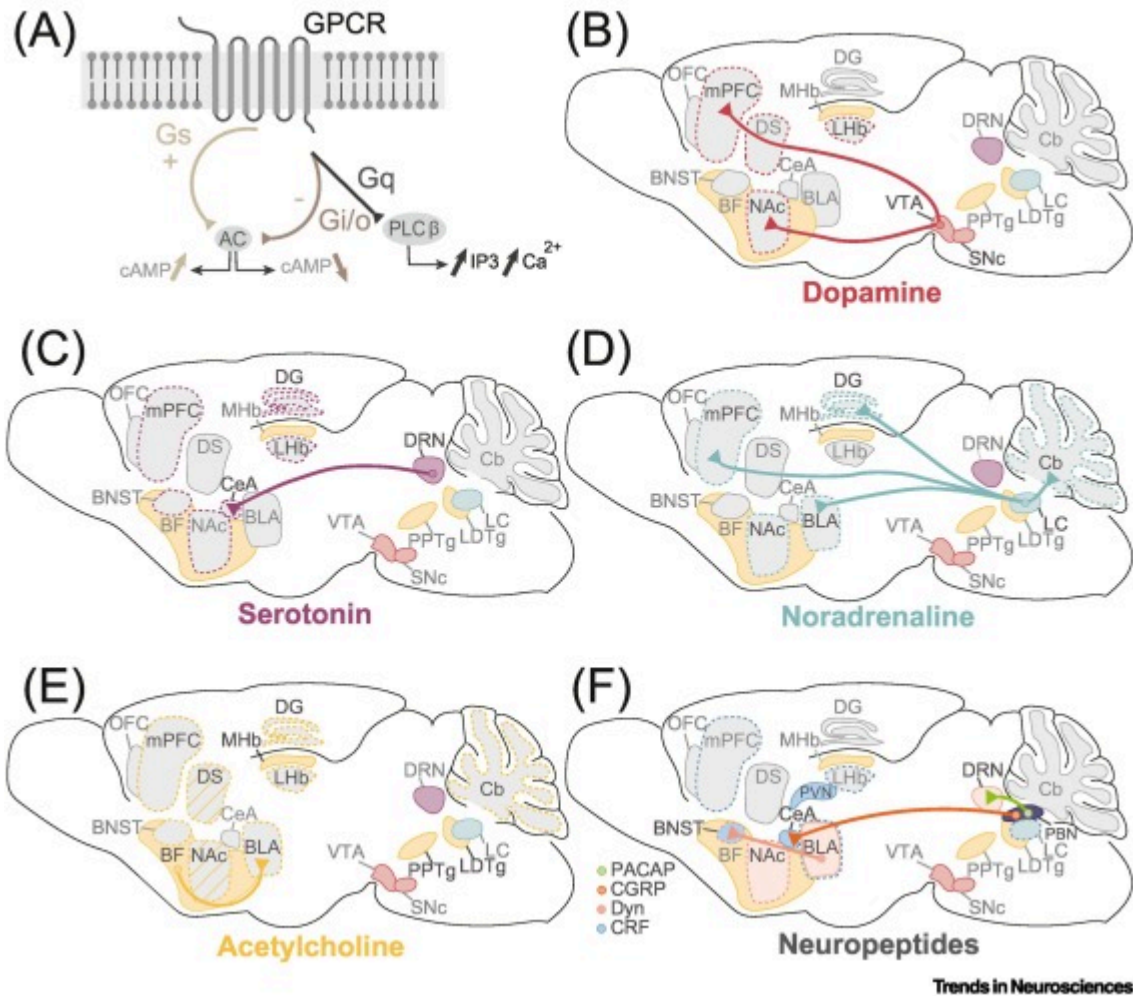 (A)
GPCR
Gs
+
-
Gq
Gi/o
AC
PLC β
cAMP
cAMP
IP3
Ca2+
(B)
OFC
mPFC
DG
MHb
LHb
DS
DRN
Cb
BNST
CeA
BF
NAc
BLA
VTA
LC
PPTg
LDTg
SNc
Dopamine
(C)
OFC
mPFC
DG
MHb
LHb
DS
DRN
Cb
BNST
CeA
BF
NAc
BLA
VTA
LC
PPTg
LDTg
SNc
Serotonin
(D)
OFC
mPFC
DG
MHb
LHb
DS
DRN
Cb
BNST
CeA
BF
NAc
BLA
VTA
LC
PPTg
LDTg
SNc
Noradrenaline
(E)
OFC
mPFC
DG
MHb
LHb
DS
DRN
Cb
BNST
CeA
BF
NAc
BLA
VTA
LC
PPTg
LDTg
SNc
Acetylcholine
(F)
OFC
mPFC
DG
MHb
LHb
DS
PVN
DRN
Cb
BNST
CeA
BF
NAc
BLA
PBN
VTA
LC
PPTg
LDTg
SNc
PACAP
CGRP
Dyn
CRF
Neuropeptides
Trends in Neurosciences